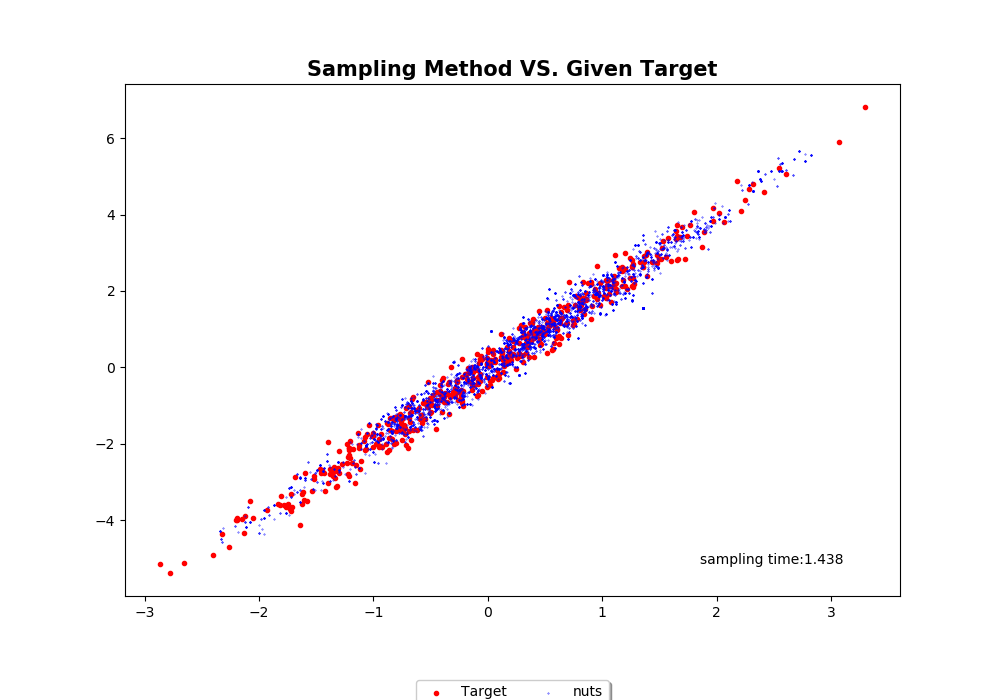 Sampling Method VS. Given Target
6
4
2
0
−2
−4
sampling time:1.438
−3 −2 −1 0 1 2 3
Target nuts